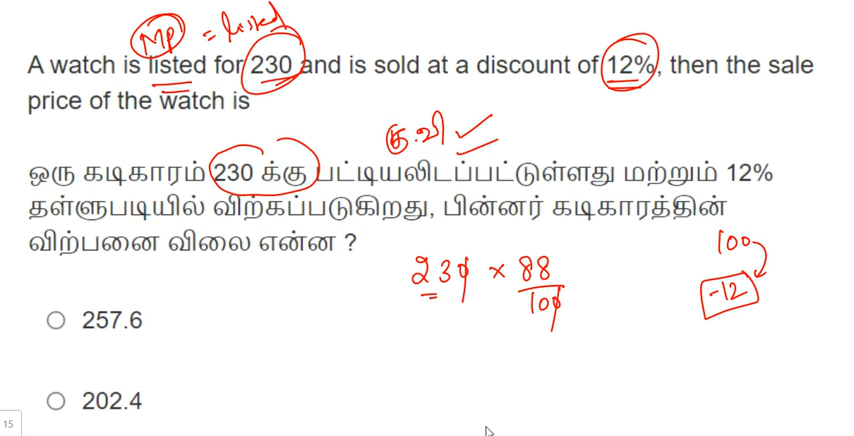 MP = listed
A watch is listed for 230 and is sold at a discount of 12%, then the sale
price of the watch is
கு.வி ✓
ஒரு கடிகாரம் 230 க்கு பட்டியலிடப்பட்டுள்ளது மற்றும் 12%
தள்ளுபடியில் விற்கப்படுகிறது, பின்னர் கடிகாரத்தின்
விற்பனை விலை என்ன ?
100
230 × 88
100
-12
257.6
202.4
15